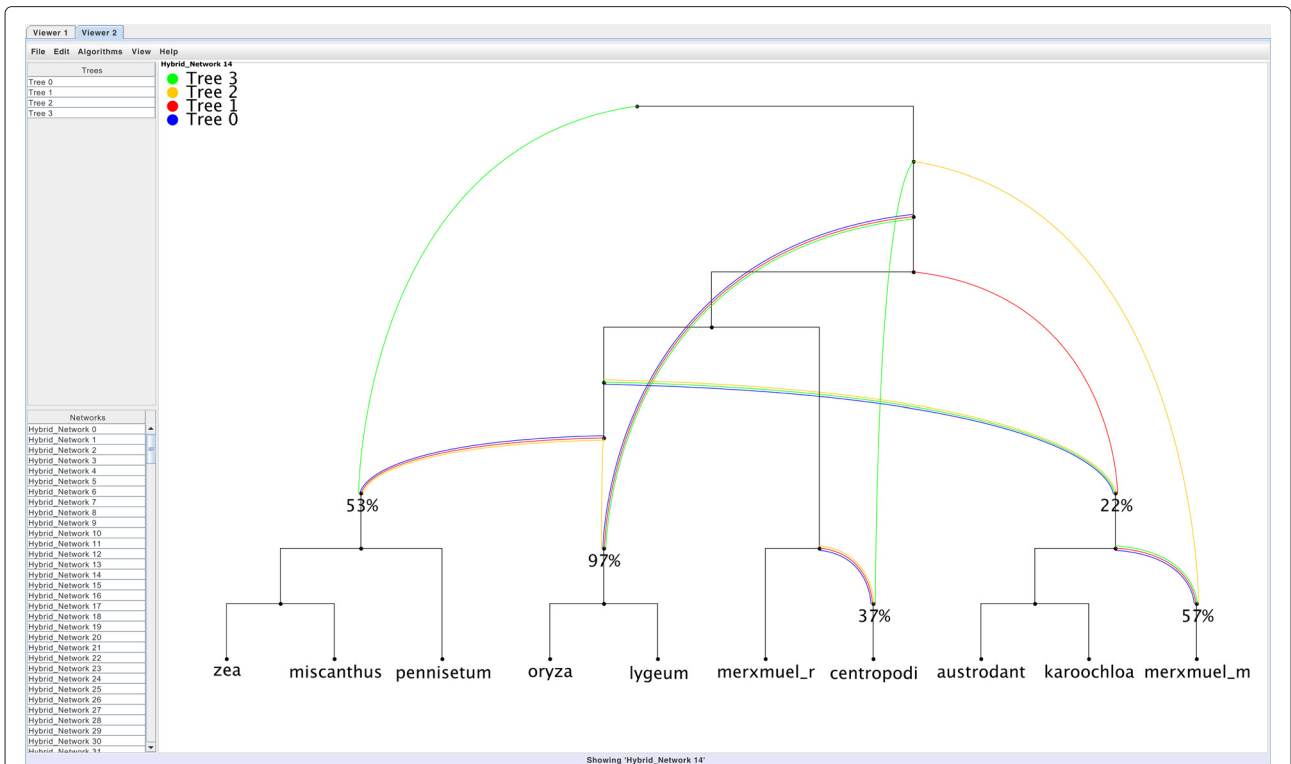 Viewer 1 Viewer 2
File Edit Algorithms View Help
Trees
Tree 0
Tree 1
Tree 2
Tree 3
Networks
Hybrid_Network 0
Hybrid_Network 1
Hybrid_Network 2
Hybrid_Network 3
Hybrid_Network 4
Hybrid_Network 5
Hybrid_Network 6
Hybrid_Network 7
Hybrid_Network 8
Hybrid_Network 9
Hybrid_Network 10
Hybrid_Network 11
Hybrid_Network 12
Hybrid_Network 13
Hybrid_Network 14
Hybrid_Network 15
Hybrid_Network 16
Hybrid_Network 17
Hybrid_Network 18
Hybrid_Network 19
Hybrid_Network 20
Hybrid_Network 21
Hybrid_Network 22
Hybrid_Network 23
Hybrid_Network 24
Hybrid_Network 25
Hybrid_Network 26
Hybrid_Network 27
Hybrid_Network 28
Hybrid_Network 29
Hybrid_Network 30
Hybrid_Network 31
Hybrid_Network 14
Tree 3
Tree 2
Tree 1
Tree 0
53% 22%
97%
37% 57%
zea miscanthus pennisetum oryza lygeum merxmuel_r centropodi austrodant karoochloa merxmuel_m
Showing 'Hybrid_Network 14'